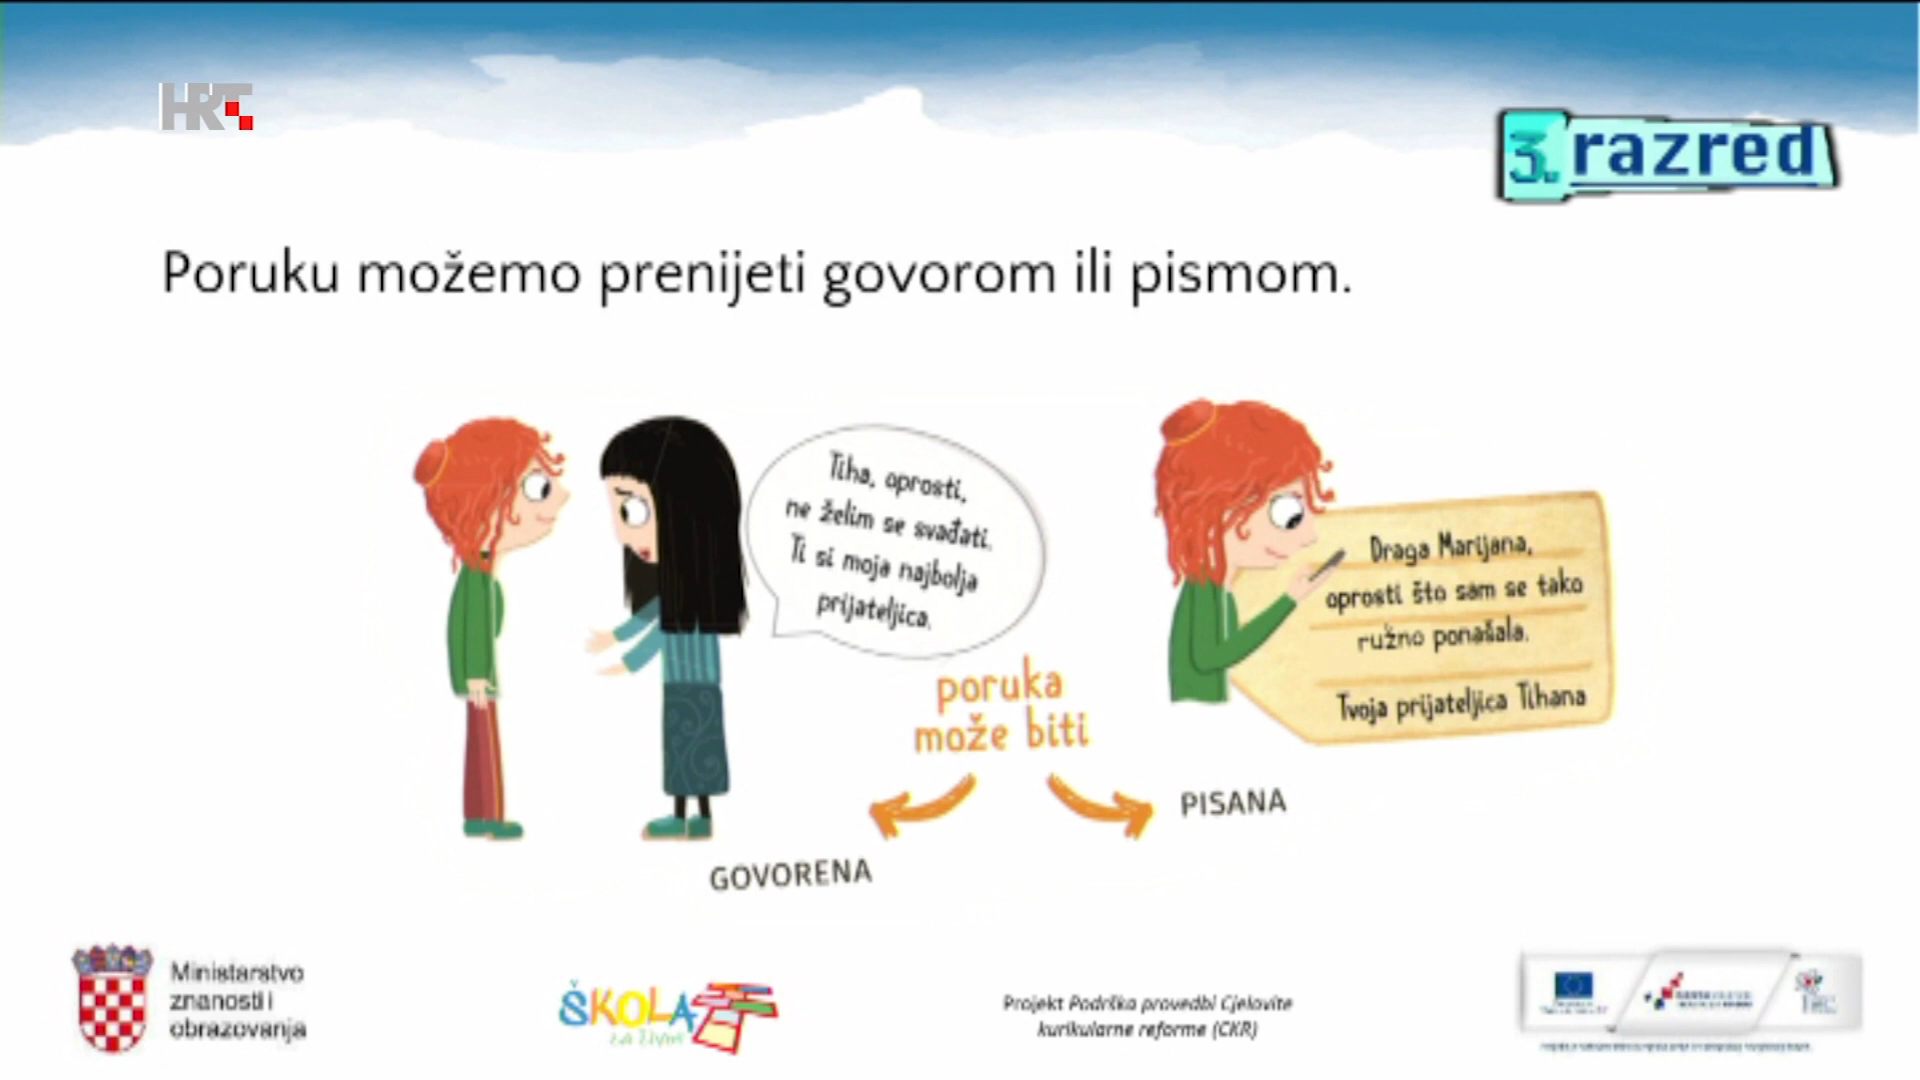 HRT
3. razred
Poruku možemo prenijeti govorom ili pismom.
Tiha, oprosti,
ne želim se svađati.
Ti si moja najbolja
prijateljica.
Draga Marijana,
oprosti što sam se tako
ružno ponašala.
Tvoja prijateljica Tihana
poruka
može biti
PISANA
GOVORENA
Ministarstvo
znanosti i
obrazovanja
ŠKOLA
za život
Projekt Podrška provedbi Cjelovite
kurikularne reforme (CKR)